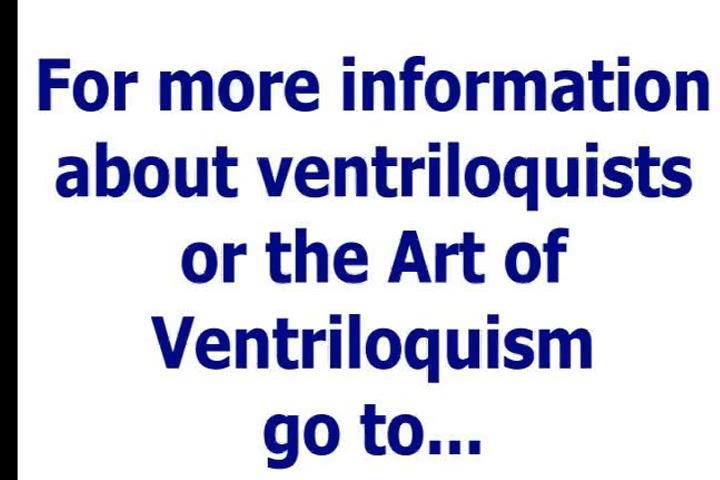 For more information
about ventriloquists
or the Art of
Ventriloquism
go to...